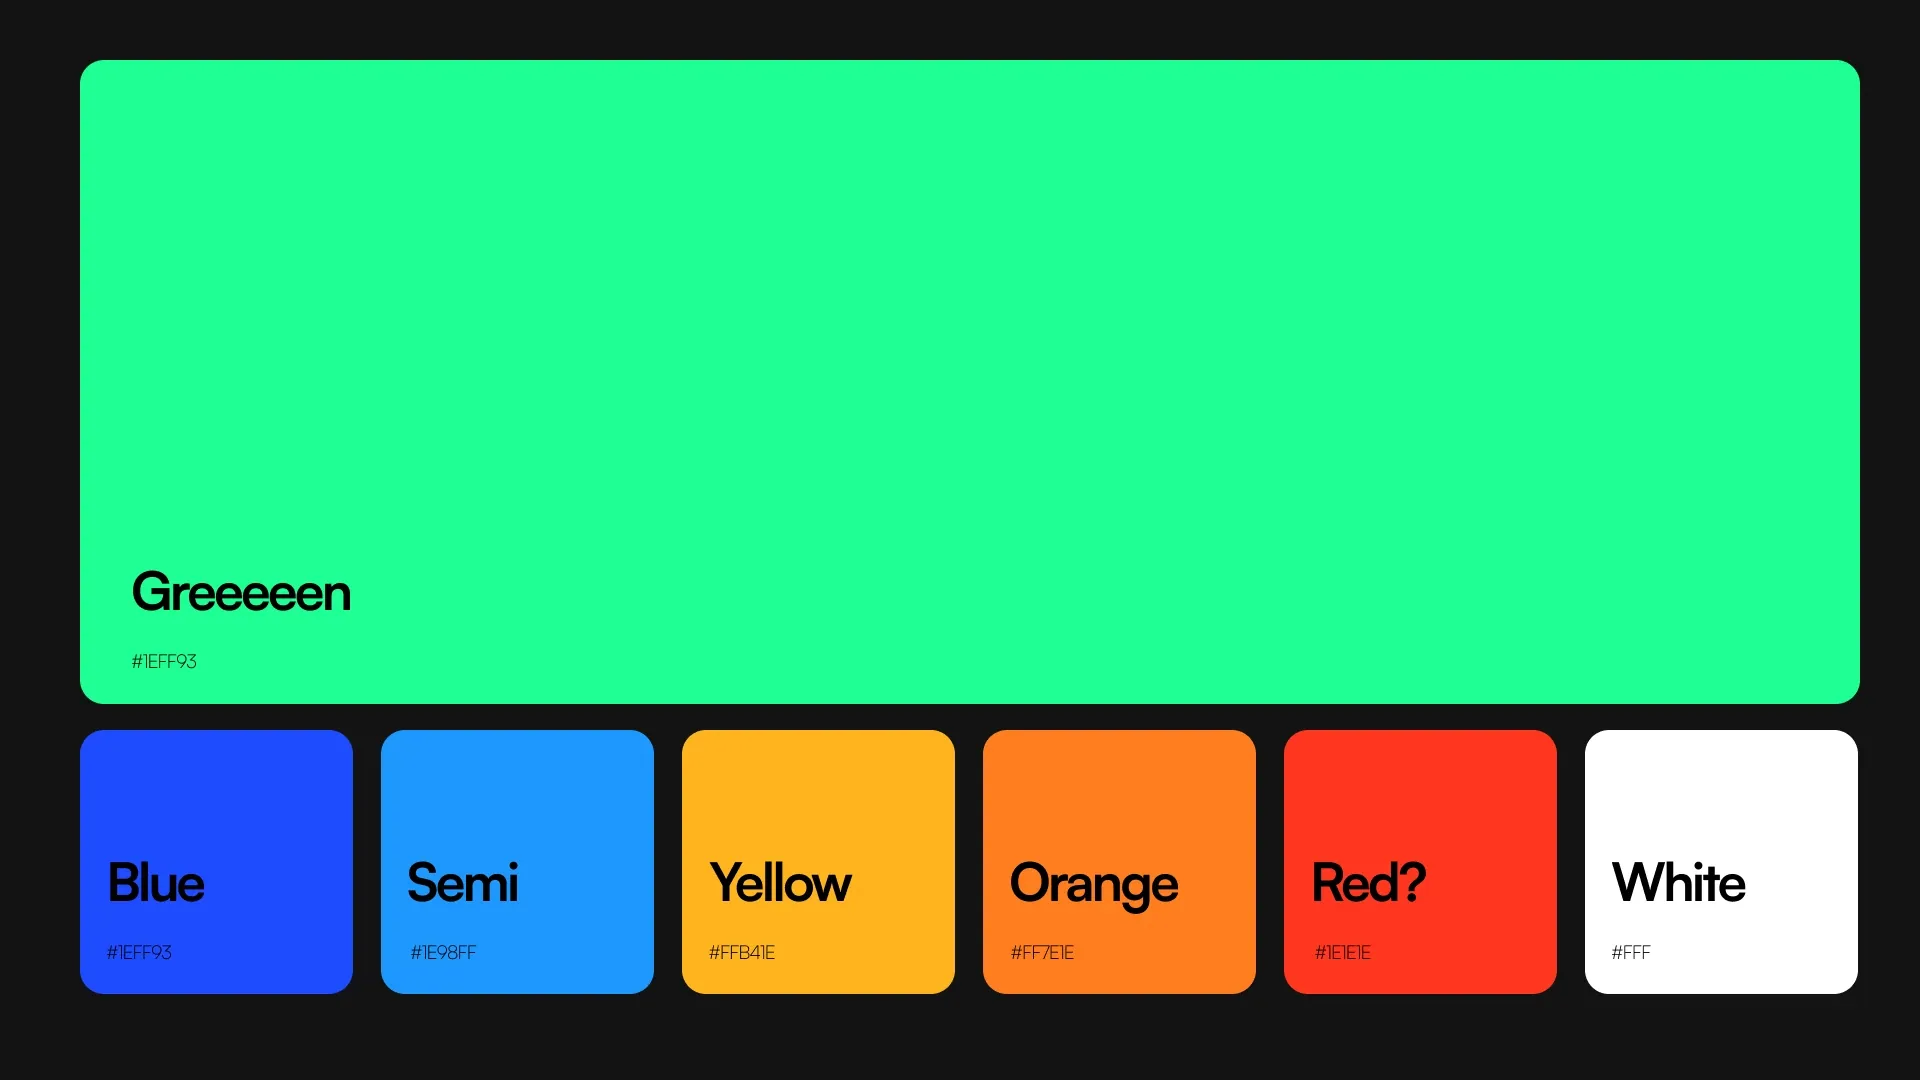 Greeeeen
#1EFF93
Blue
#1EFF93
Semi
#1E98FF
Yellow
#FFB41E
Orange
#FF7E1E
Red?
#1E1E1E
White
#FFF